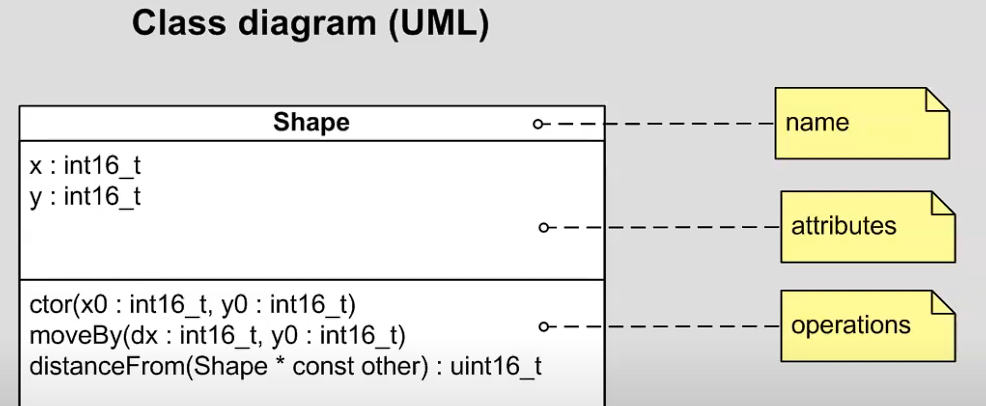 Class diagram (UML)
Shape
name
x : int16_t
y : int16_t
attributes
ctor(x0 : int16_t, y0 : int16_t)
moveBy(dx : int16_t, y0 : int16_t)
distanceFrom(Shape * const other) : uint16_t
operations